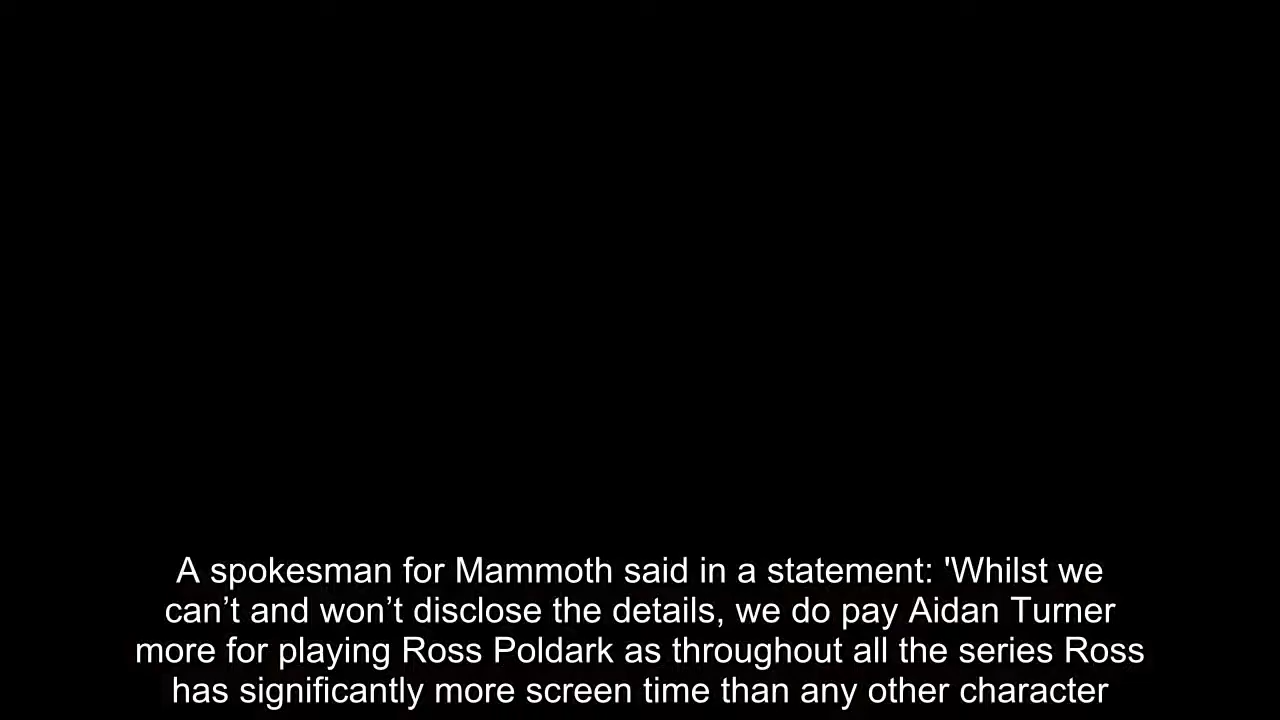 A spokesman for Mammoth said in a statement: 'Whilst we
can’t and won’t disclose the details, we do pay Aidan Turner
more for playing Ross Poldark as throughout all the series Ross
has significantly more screen time than any other character